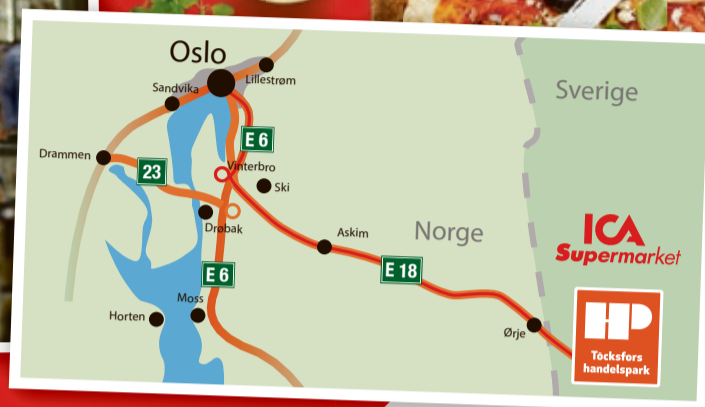 Oslo
Lillestrøm
Sandvika
E 6
Drammen
23
Vinterbro
Ski
Drøbak
Askim
Norge
Sverige
E 6
E 18
ICA
Supermarket
Moss
Horten
Ørje
HP
Töcksfors
handelspark